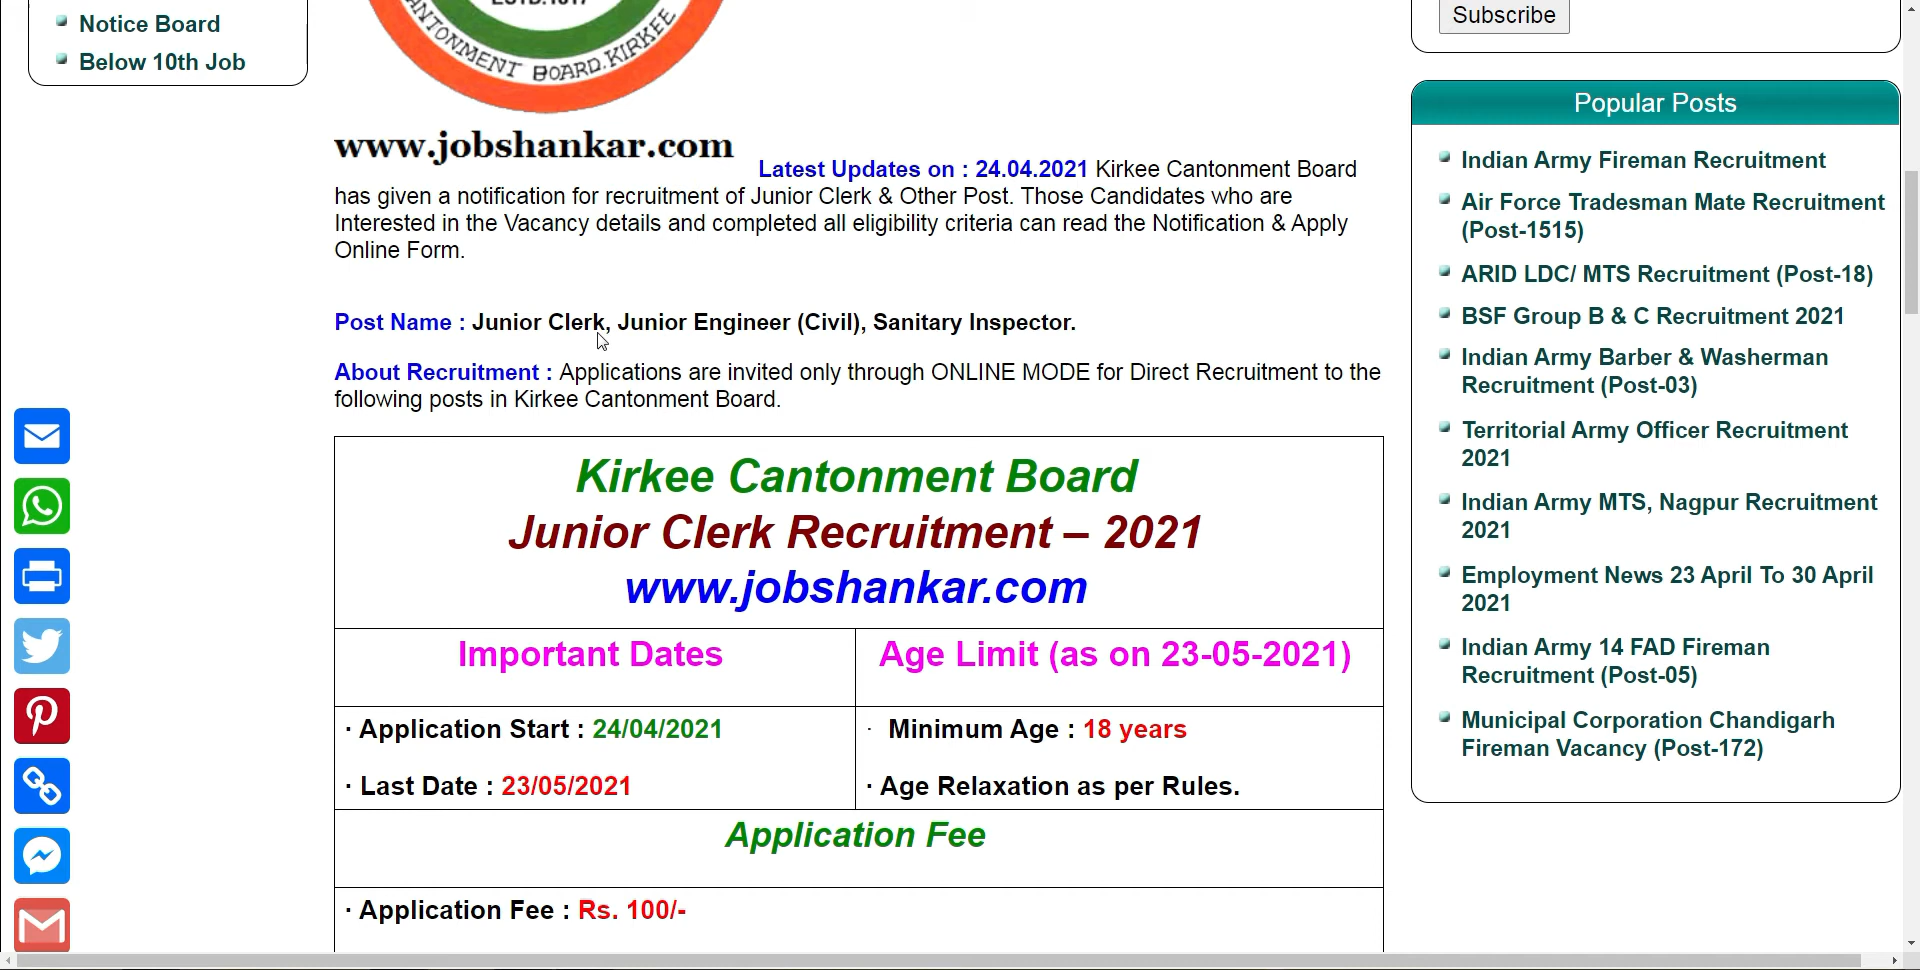 Notice Board
Below 10th Job
ESTD.1817
CANTONMENT BOARD.KIRKEE
www.jobshankar.com
Latest Updates on : 24.04.2021 Kirkee Cantonment Board
has given a notification for recruitment of Junior Clerk & Other Post. Those Candidates who are
Interested in the Vacancy details and completed all eligibility criteria can read the Notification & Apply
Online Form.
Post Name : Junior Clerk, Junior Engineer (Civil), Sanitary Inspector.
About Recruitment : Applications are invited only through ONLINE MODE for Direct Recruitment to the
following posts in Kirkee Cantonment Board.
Kirkee Cantonment Board
Junior Clerk Recruitment – 2021
www.jobshankar.com
Important Dates
Age Limit (as on 23-05-2021)
· Application Start : 24/04/2021
· Last Date : 23/05/2021
· Minimum Age : 18 years
· Age Relaxation as per Rules.
Application Fee
· Application Fee : Rs. 100/-
Subscribe
Popular Posts
Indian Army Fireman Recruitment
Air Force Tradesman Mate Recruitment
(Post-1515)
ARID LDC/ MTS Recruitment (Post-18)
BSF Group B & C Recruitment 2021
Indian Army Barber & Washerman
Recruitment (Post-03)
Territorial Army Officer Recruitment
2021
Indian Army MTS, Nagpur Recruitment
2021
Employment News 23 April To 30 April
2021
Indian Army 14 FAD Fireman
Recruitment (Post-05)
Municipal Corporation Chandigarh
Fireman Vacancy (Post-172)